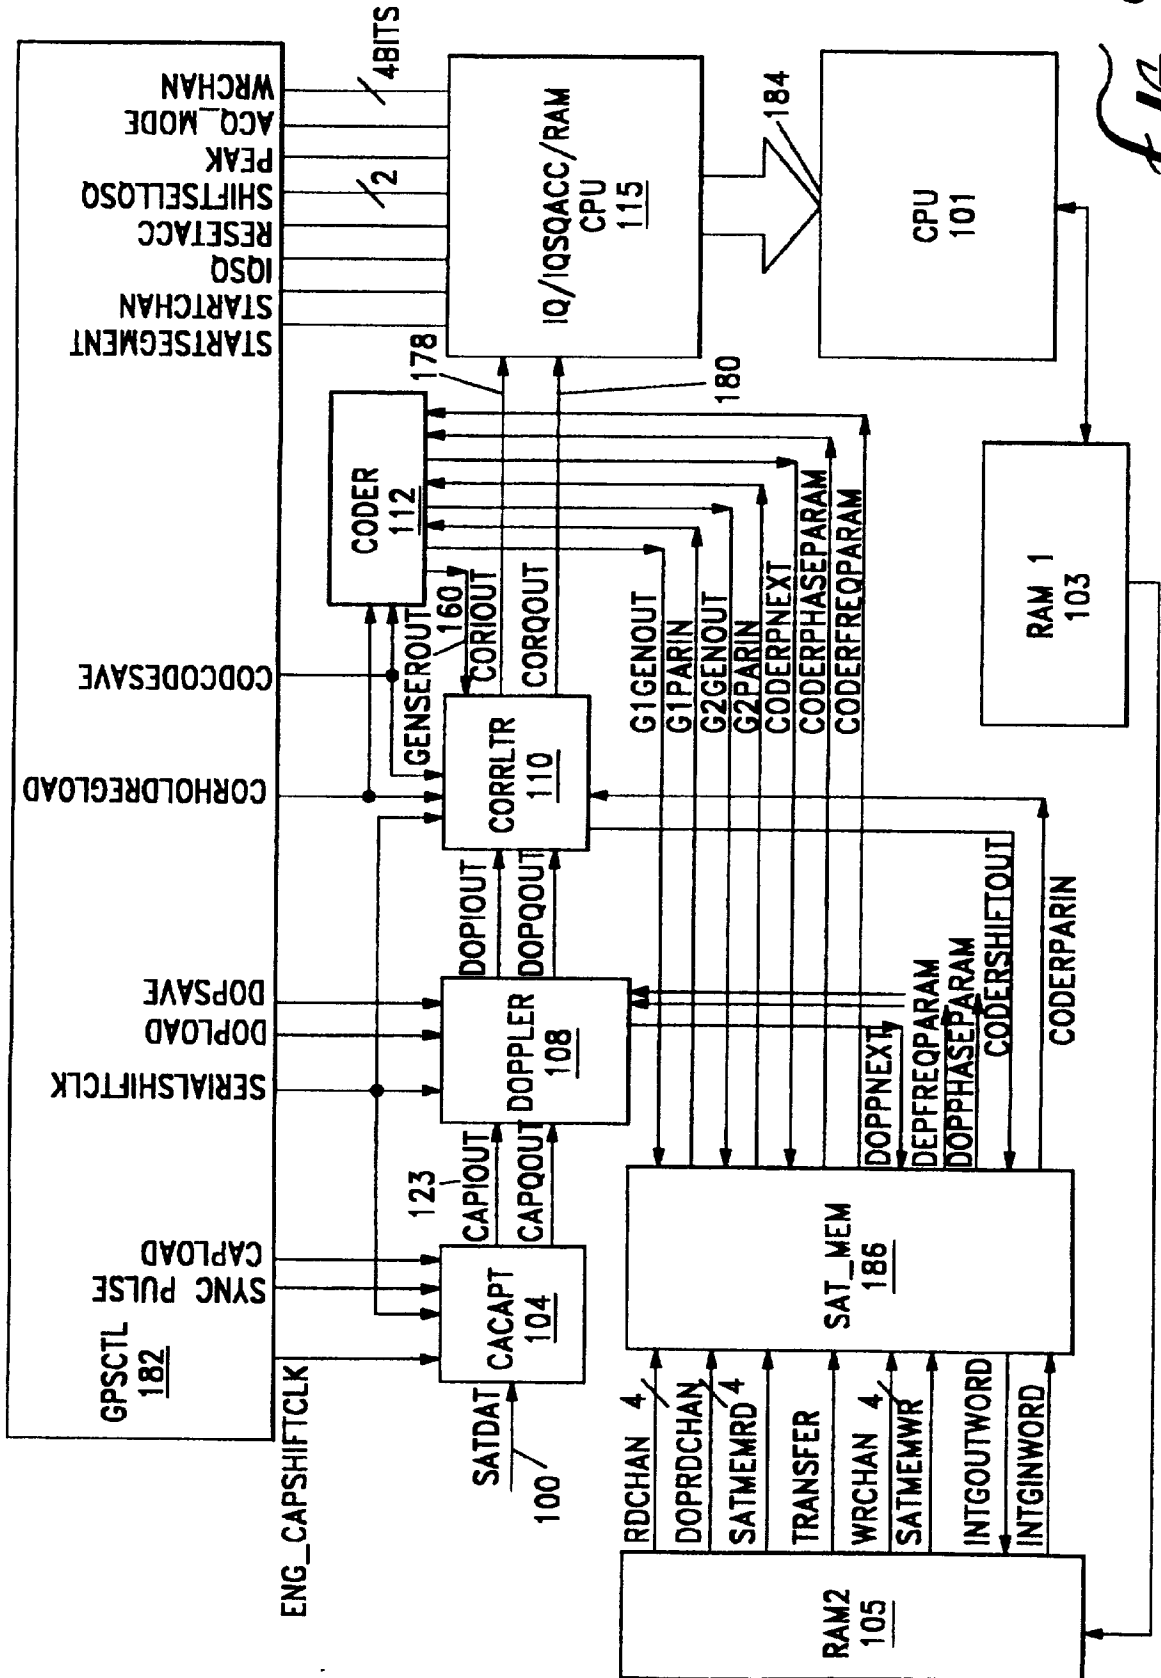 GPSCTL
182
ENG_CAPSHIFTCLK
SYNC PULSE
CAPLOAD
SERIALSHIFTCLK
DOPLOAD
DOPSAVE
CORHOLDREGLOAD
CODCODESAVE
STARTSEGMENT
STARTCHAN
IQSQ
RESETACC
SHIFTSELLQSQ
2
PEAK
ACQ_MODE
WRCHAN
4BITS
SATDAT
100
CACAPT
104
123
CAPIOUT
CAPQOUT
DOPPLER
108
DOPIOUT
DOPQOUT
CORRLTR
110
GENSEROUT
160
CORIOUT
CORQOUT
CODER
112
178
180
IQ/IQSQACC/RAM
CPU
115
184
CPU
101
RAM 1
103
G1GENOUT
G1PARIN
G2GENOUT
G2PARIN
CODERPNEXT
CODERPHASEPARAM
CODERFREQPARAM
DOPPNEXT
DEPFREQPARAM
DOPPHASEPARAM
CODERSHIFTOUT
CODERPARIN
SAT_MEM
186
RDCHAN 4
DOPRDCHAN
SATMEMRD 4
TRANSFER
WRCHAN 4
SATMEMWR
INTGOUTWORD
INTGINWORD
RAM2
105